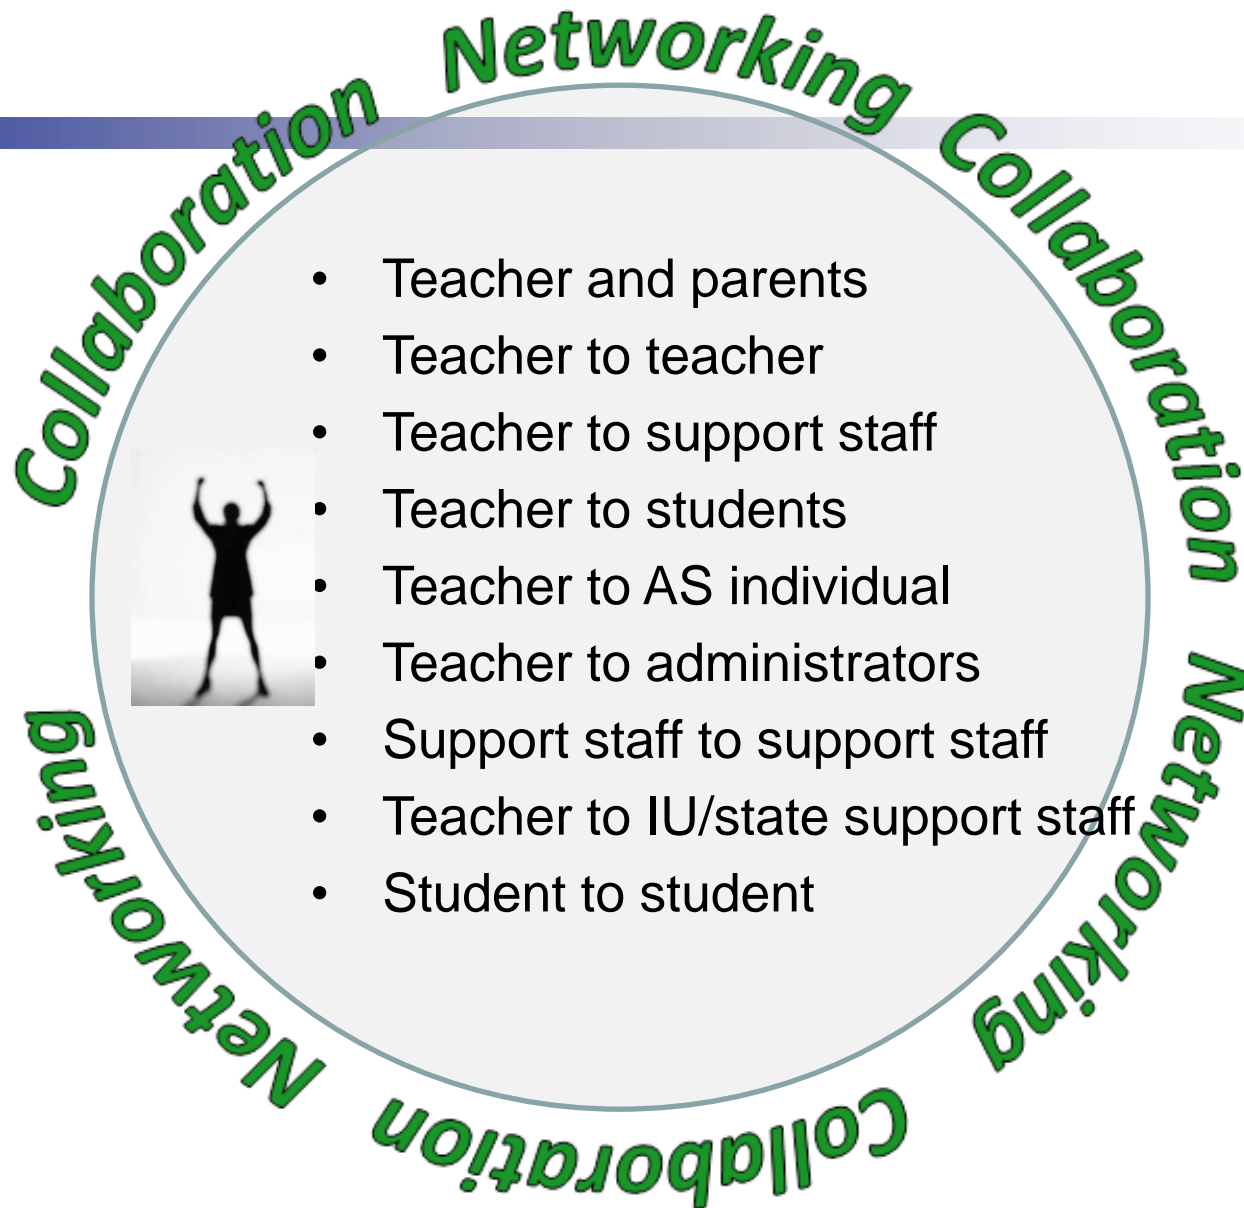 Collaboration Networking Collaboration Networking Collaboration Networking
• Teacher and parents
• Teacher to teacher
• Teacher to support staff
• Teacher to students
• Teacher to AS individual
• Teacher to administrators
• Support staff to support staff
• Teacher to IU/state support staff
• Student to student